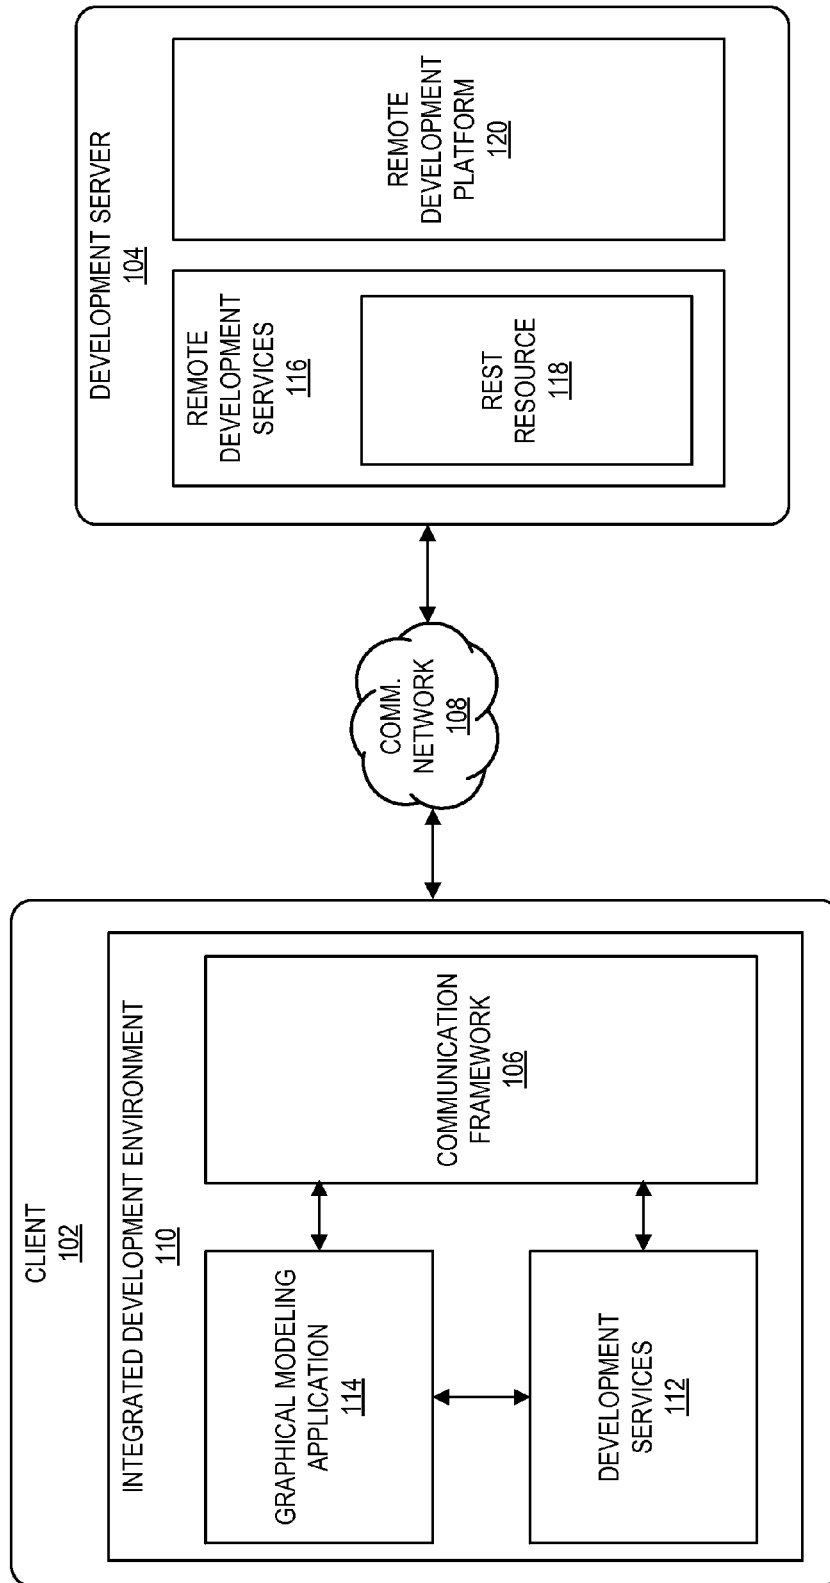 CLIENT
102
INTEGRATED DEVELOPMENT ENVIRONMENT
110
GRAPHICAL MODELING
APPLICATION
114
DEVELOPMENT
SERVICES
112
COMMUNICATION
FRAMEWORK
106
COMM.
NETWORK
108
DEVELOPMENT SERVER
104
REMOTE
DEVELOPMENT
SERVICES
116
REST
RESOURCE
118
REMOTE
DEVELOPMENT
PLATFORM
120